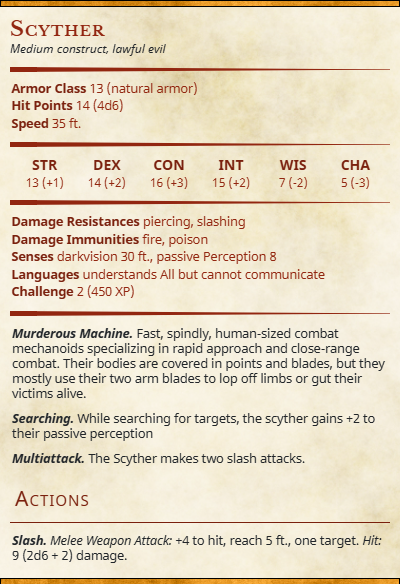 Scyther
Medium construct, lawful evil
Armor Class 13 (natural armor)
Hit Points 14 (4d6)
Speed 35 ft.
STR DEX CON INT WIS CHA
13 (+1) 14 (+2) 16 (+3) 15 (+2) 7 (-2) 5 (-3)
Damage Resistances piercing, slashing
Damage Immunities fire, poison
Senses darkvision 30 ft., passive Perception 8
Languages understands All but cannot communicate
Challenge 2 (450 XP)
Murderous Machine. Fast, spindly, human-sized combat
mechanoids specializing in rapid approach and close-range
combat. Their bodies are covered in points and blades, but they
mostly use their two arm blades to lop off limbs or gut their
victims alive.
Searching. While searching for targets, the scyther gains +2 to
their passive perception
Multiattack. The Scyther makes two slash attacks.
Actions
Slash. Melee Weapon Attack: +4 to hit, reach 5 ft., one target. Hit:
9 (2d6 + 2) damage.